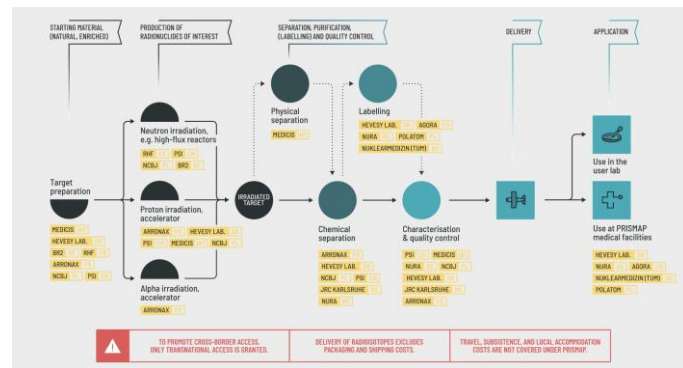 STARTING MATERIAL
(NATURAL, ENRICHED)
PRODUCTION OF
RADIONUCLIDES OF INTEREST
SEPARATION, PURIFICATION,
(LABELLING) AND QUALITY CONTROL
DELIVERY
APPLICATION
Target
preparation
MEDICIS
HEVESY LAB.
BR2 RHF
ARRONAX
NCBJ PSI
Neutron irradiation,
e.g. high-flux reactors
RHF PSI
NCBJ BR2
Proton irradiation,
accelerator
ARRONAX HEVESY LAB.
PSI MEDICIS NCBJ
Alpha irradiation,
accelerator
ARRONAX
IRRADIATED
TARGET
Physical
separation
MEDICIS
Labelling
HEVESY LAB. AGORA
NURA POLATOM
NUKLEARMEDIZIN (TUM)
Chemical
separation
ARRONAX
HEVESY LAB.
NCBJ PSI
JRC KARLSRUHE
NURA
Characterisation
& quality control
PSI MEDICIS
NURA NCBJ
HEVESY LAB.
JRC KARLSRUHE
ARRONAX
Use in the
user lab
Use at PRISMAP
medical facilities
HEVESY LAB.
NURA AGORA
NUKLEARMEDIZIN (TUM)
POLATOM
TO PROMOTE CROSS-BORDER ACCESS,
ONLY TRANSNATIONAL ACCESS IS GRANTED.
DELIVERY OF RADIOISOTOPES EXCLUDES
PACKAGING AND SHIPPING COSTS.
TRAVEL, SUBSISTENCE, AND LOCAL ACCOMMODATION
COSTS ARE NOT COVERED UNDER PRISMAP.